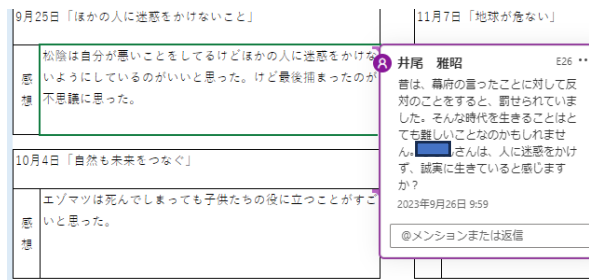 9月25日「ほかの人に迷惑をかけないこと」
11月7日「地球が危ない」
感想
松陰は自分が悪いことをしてるけどほかの人に迷惑をかけな
いようにしているのがいいと思った。けど最後捕まったのが
不思議に思った。
井尾 雅昭
E26
昔は、幕府の言ったことに対して反
対のことをすると、罰せられていま
した。そんな時代を生きることはと
ても難しいことなのかもしれませ
ん。さんは、人に迷惑をかけ
ず、誠実に生きていると感じます
か？
2023年9月26日 9:59
@メンションまたは返信
10月4日「自然も未来をつなぐ」
感想
エゾマツは死んでしまっても子供たちの役に立つことがすご
いと思った。